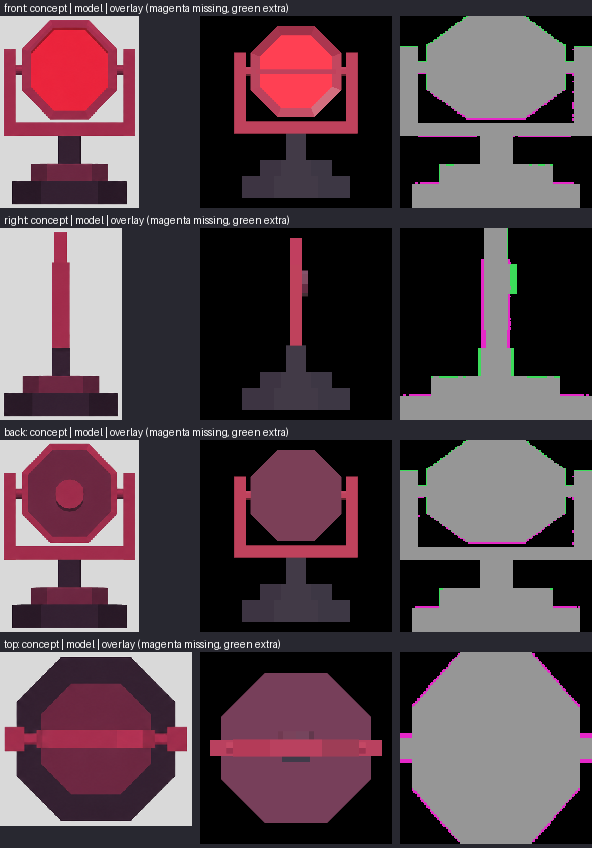 front: concept | model | overlay (magenta missing, green extra)
right: concept | model | overlay (magenta missing, green extra)
back: concept | model | overlay (magenta missing, green extra)
top: concept | model | overlay (magenta missing, green extra)